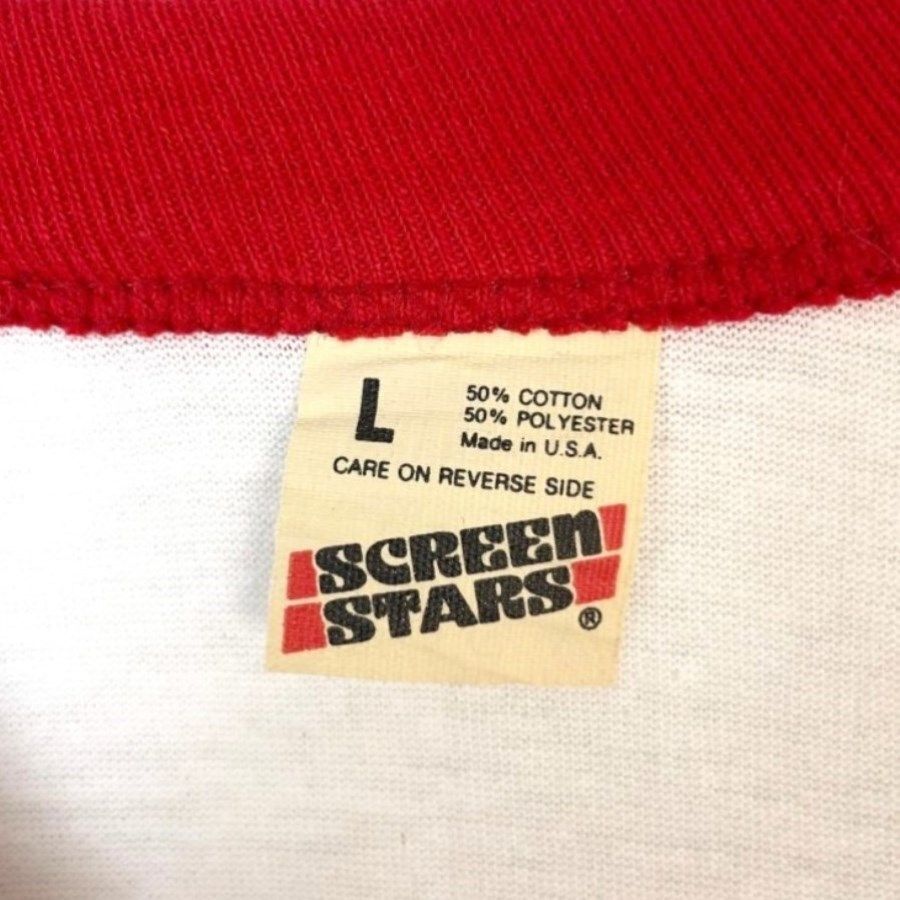 L
50% COTTON
50% POLYESTER
Made in U.S.A.
CARE ON REVERSE SIDE
SCREEN
STARS®